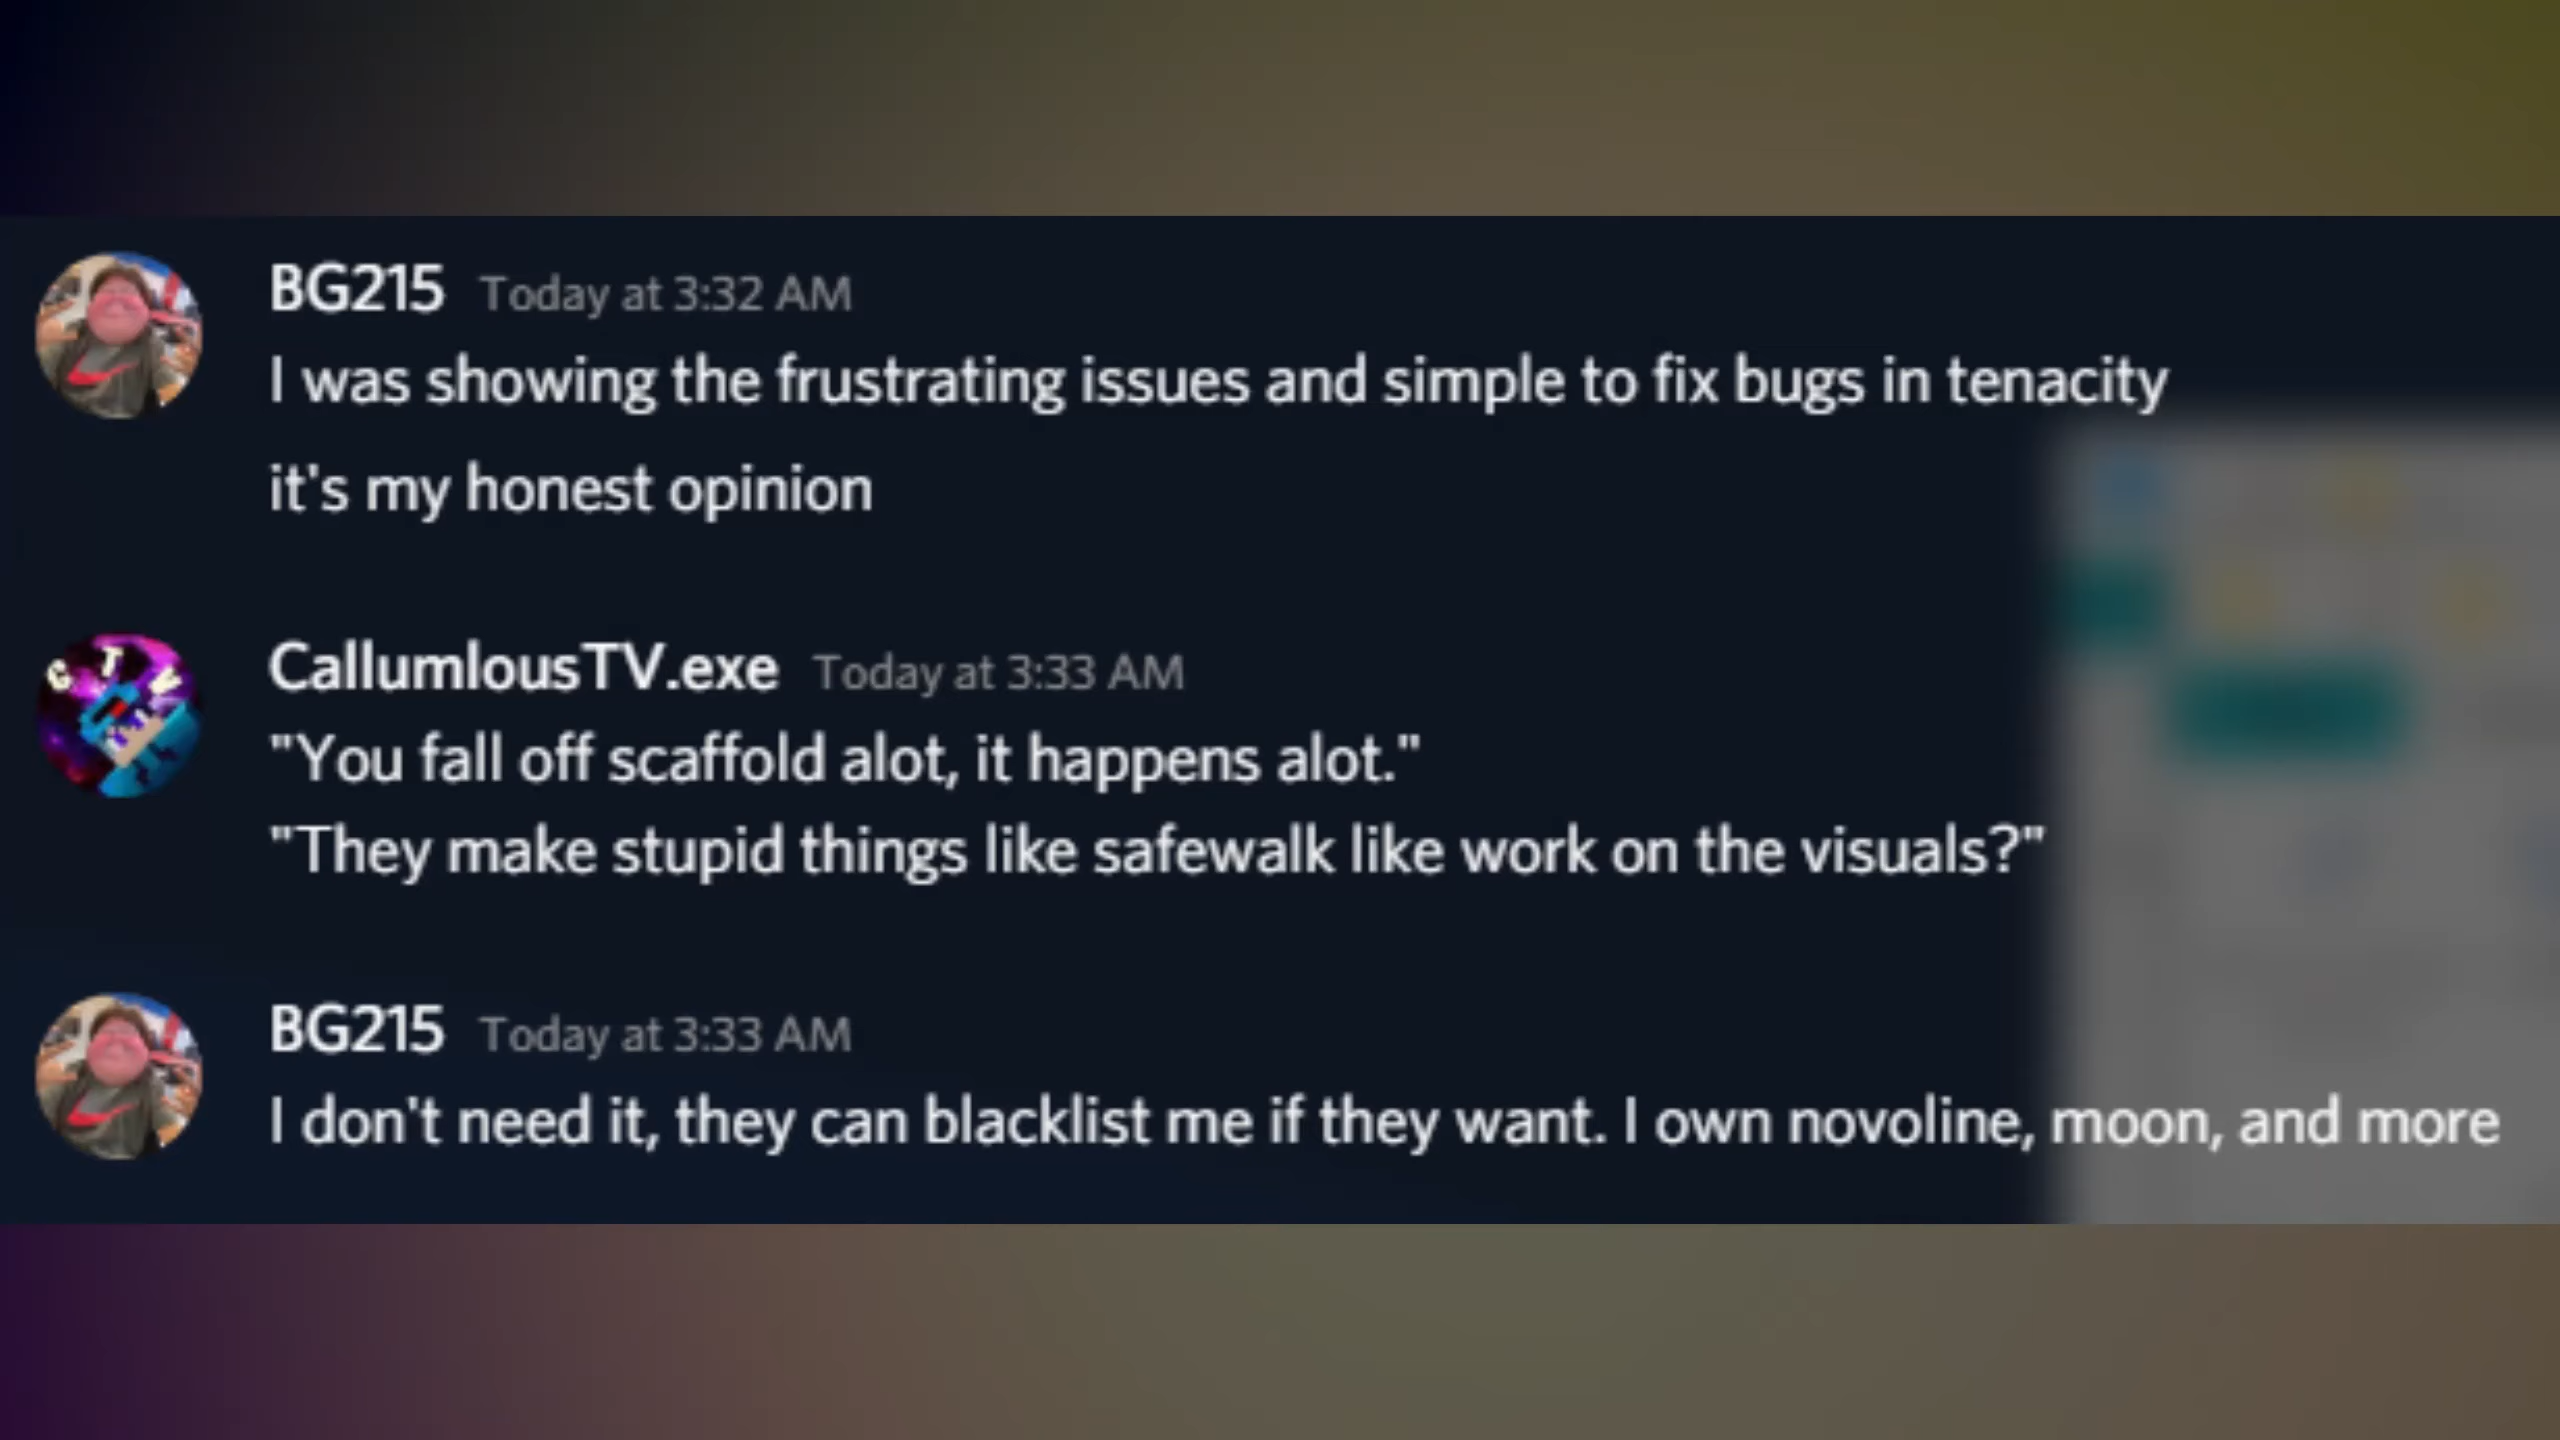 BG215 Today at 3:32 AM
I was showing the frustrating issues and simple to fix bugs in tenacity
it's my honest opinion
C T V
CallumlousTV.exe Today at 3:33 AM
"You fall off scaffold alot, it happens alot."
"They make stupid things like safewalk like work on the visuals?"
BG215 Today at 3:33 AM
I don't need it, they can blacklist me if they want. I own novoline, moon, and more